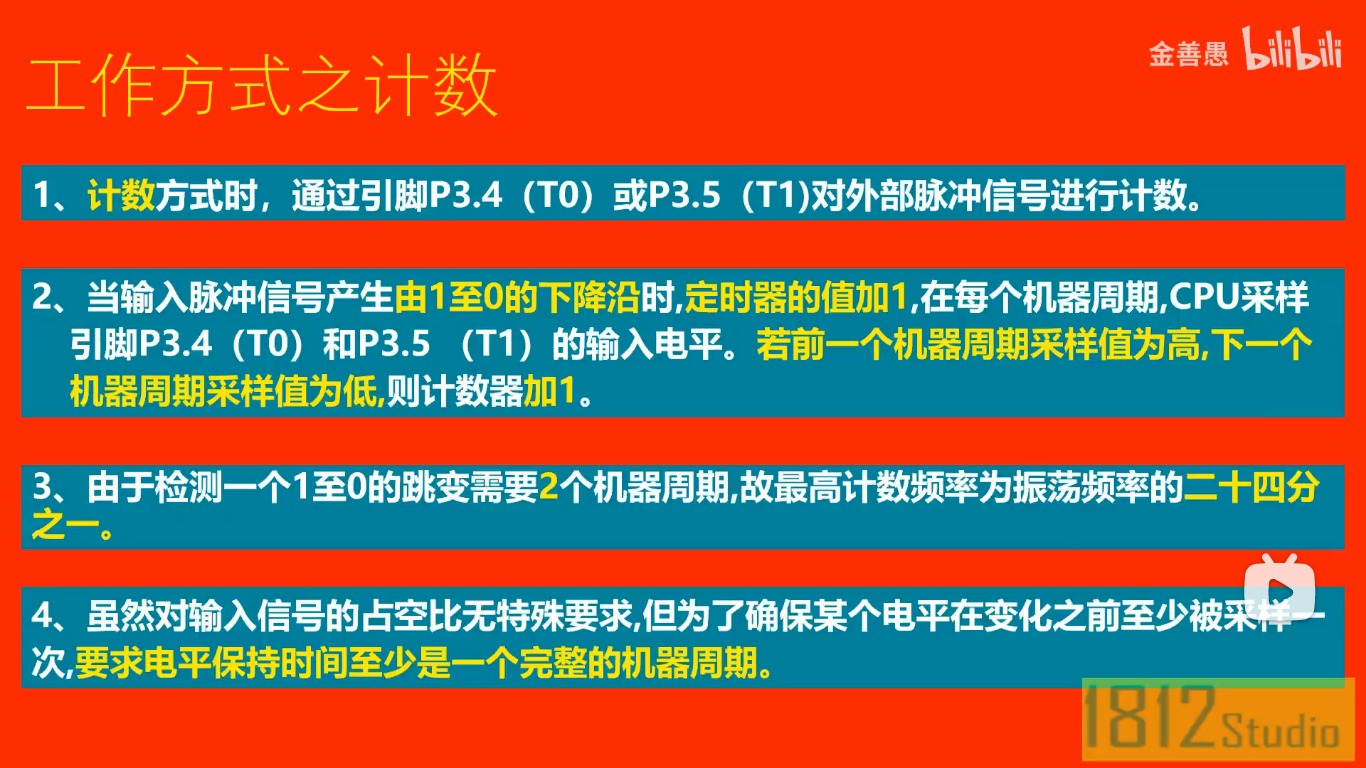 工作方式之计数
金善愚 bilibili
1、计数方式时，通过引脚P3.4（T0）或P3.5（T1)对外部脉冲信号进行计数。
2、当输入脉冲信号产生由1至0的下降沿时,定时器的值加1,在每个机器周期,CPU采样
引脚P3.4（T0）和P3.5 （T1）的输入电平。若前一个机器周期采样值为高,下一个
机器周期采样值为低,则计数器加1。
3、由于检测一个1至0的跳变需要2个机器周期,故最高计数频率为振荡频率的二十四分
之一。
4、虽然对输入信号的占空比无特殊要求,但为了确保某个电平在变化之前至少被采样一
次,要求电平保持时间至少是一个完整的机器周期。
1812Studio